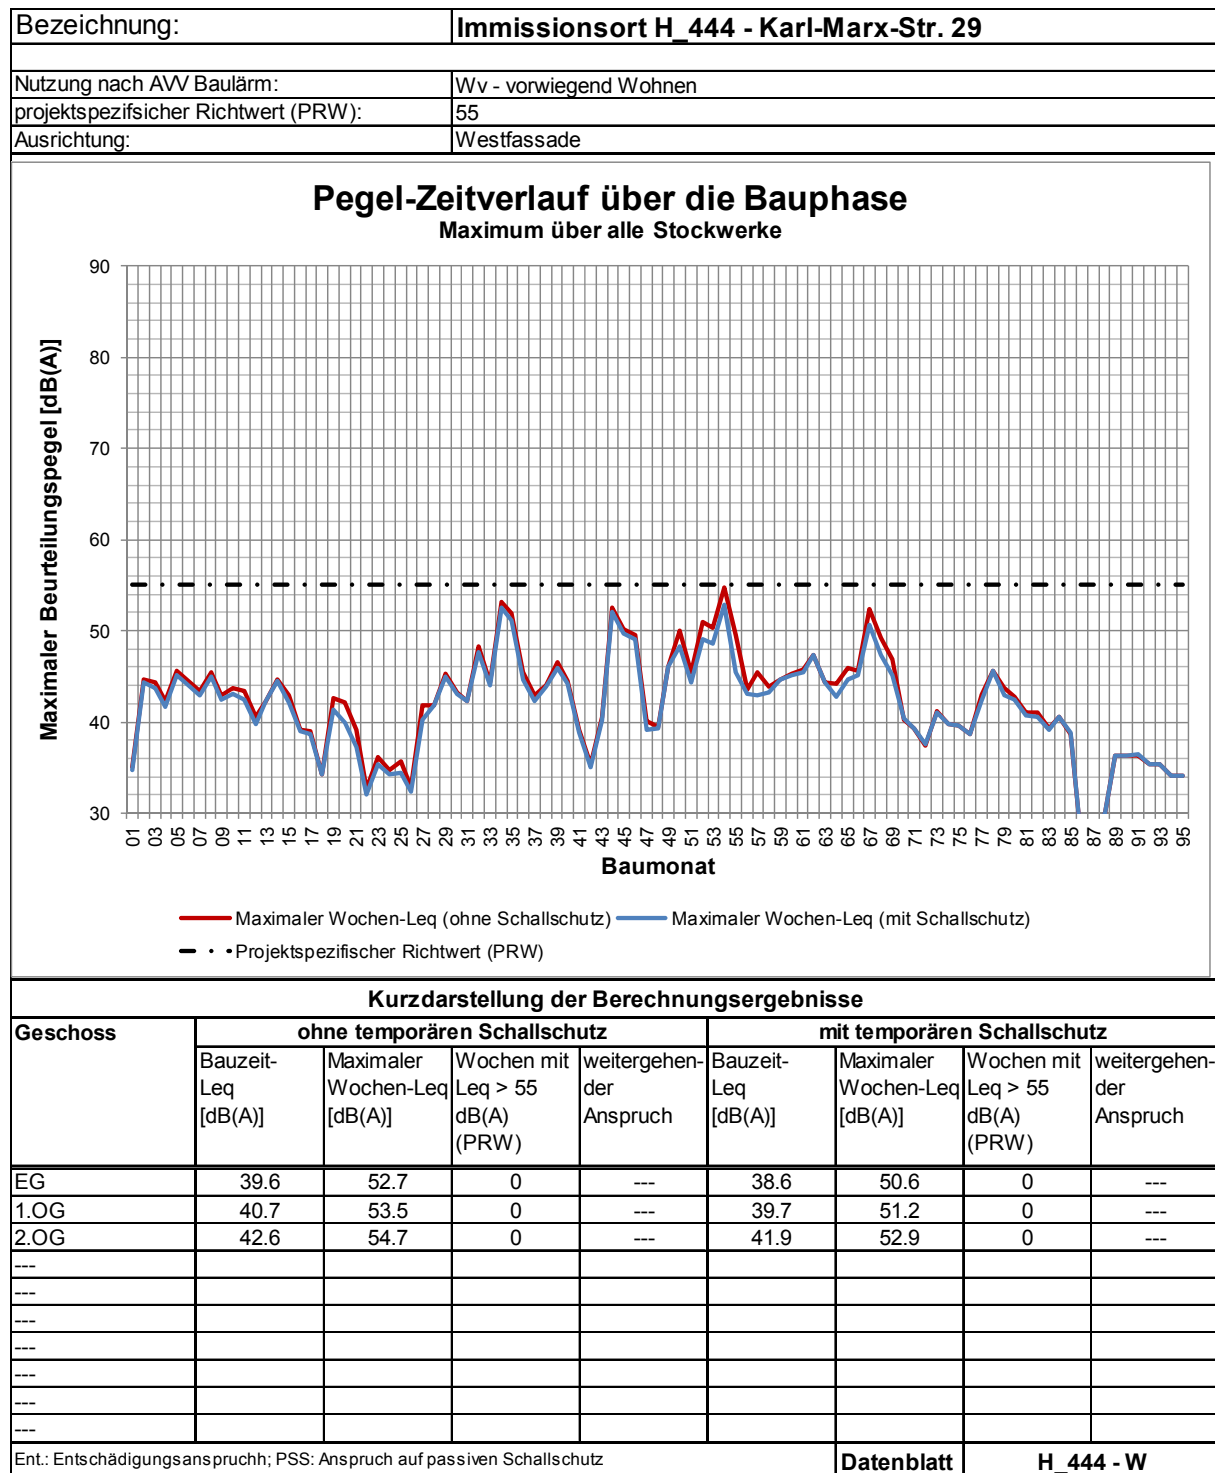 Bezeichnung: Immissionsort H_444 - Karl-Marx-Str. 29
Nutzung nach AVV Baulärm: Wv - vorwiegend Wohnen
projektspezifsicher Richtwert (PRW): 55
Ausrichtung: Westfassade
Pegel-Zeitverlauf über die Bauphase
Maximum über alle Stockwerke
Maximaler Beurteilungspegel [dB(A)]
90
80
70
60
50
40
30
01 03 05 07 09 11 13 15 17 19 21 23 25 27 29 31 33 35 37 39 41 43 45 47 49 51 53 55 57 59 61 63 65 67 69 71 73 75 77 79 81 83 85 87 89 91 93 95
Baumonat
Maximaler Wochen-Leq (ohne Schallschutz) Maximaler Wochen-Leq (mit Schallschutz)
Projektspezifischer Richtwert (PRW)
Kurzdarstellung der Berechnungsergebnisse
Geschoss ohne temporären Schallschutz mit temporären Schallschutz
Bauzeit- Maximaler Wochen mit weitergehen- Bauzeit- Maximaler Wochen mit weitergehen-
Leq Wochen-Leq Leq > 55 der Leq Wochen-Leq Leq > 55 der
[dB(A)] [dB(A)] dB(A) Anspruch [dB(A)] [dB(A)] dB(A) Anspruch
(PRW) (PRW)
EG 39.6 52.7 0 --- 38.6 50.6 0 ---
1.OG 40.7 53.5 0 --- 39.7 51.2 0 ---
2.OG 42.6 54.7 0 --- 41.9 52.9 0 ---
---
---
---
---
---
---
---
Ent.: Entschädigungsanspruchh; PSS: Anspruch auf passiven Schallschutz Datenblatt H_444 - W